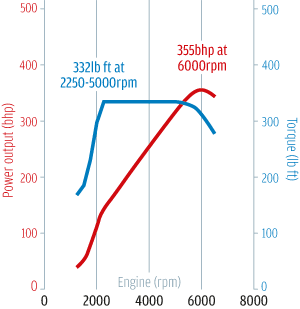 500
500
355bhp at
6000rpm
400
400
332lb ft at
2250-5000rpm
300
300
Power output (bhp)
Torque (lb ft)
200
200
100
100
0
Engine (rpm)
0
0
2000
4000
6000
8000